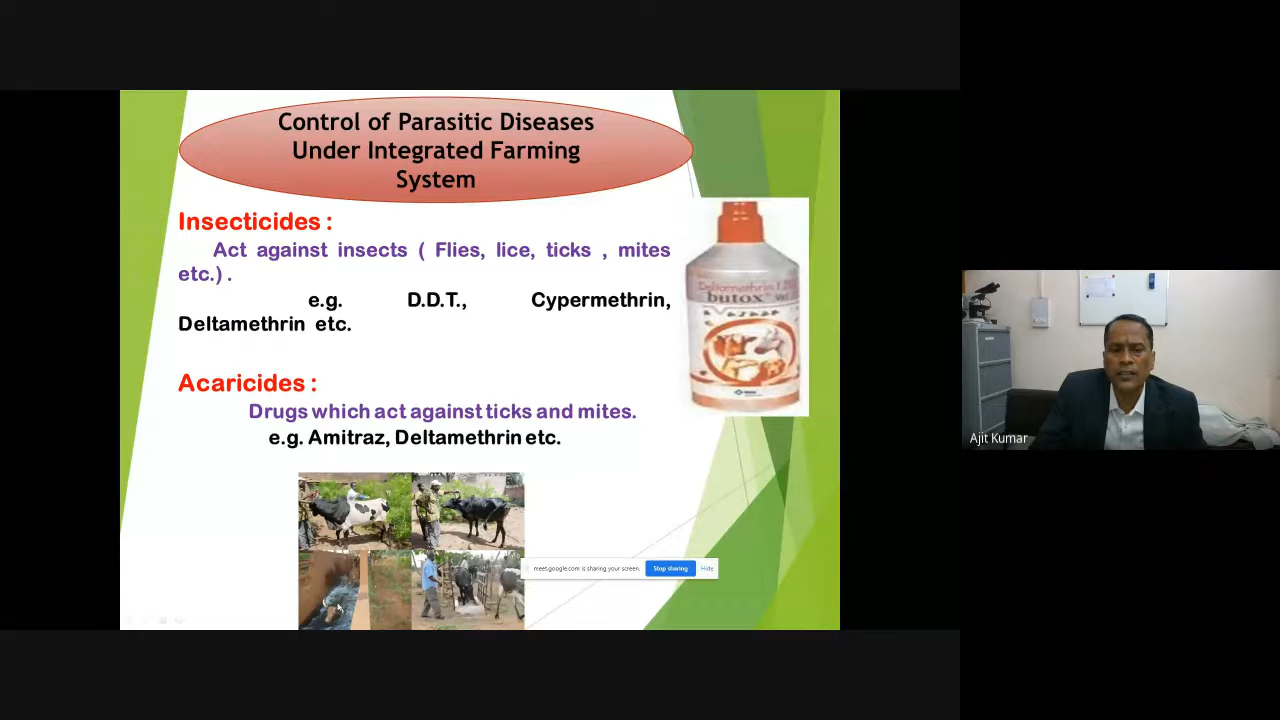 Control of Parasitic Diseases
Under Integrated Farming
System
Insecticides :
Act against insects ( Flies, lice, ticks , mites
etc.) .
e.g. D.D.T., Cypermethrin,
Deltamethrin etc.
Deltamethrin
butox
Acaricides :
Drugs which act against ticks and mites.
e.g. Amitraz, Deltamethrin etc.
Ajit Kumar
meet.google.com is sharing your screen.
Stop sharing
Hide